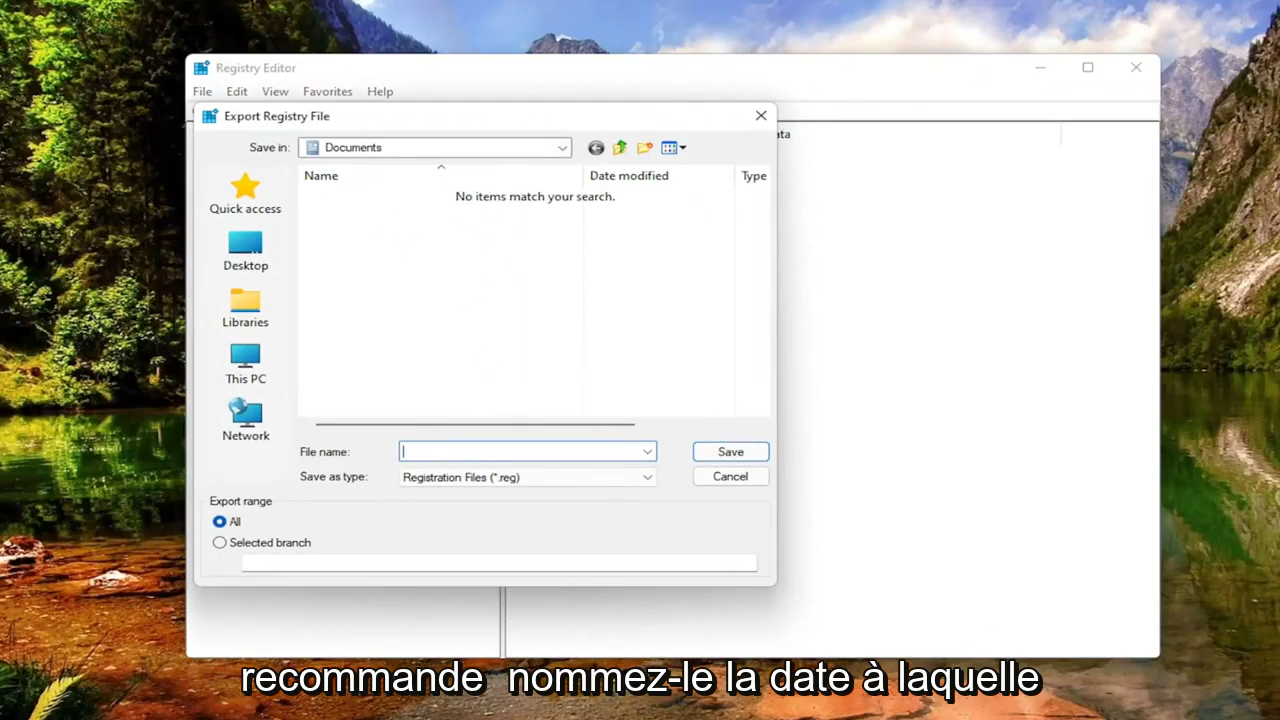 Registry Editor
File Edit View Favorites Help
Export Registry File
Save in: Documents
ata
Name Date modified Type
No items match your search.
Quick access
Desktop
Libraries
This PC
Network
File name: Save
Save as type: Registration Files (*.reg) Cancel
Export range
All
Selected branch
recommande nommez-le la date à laquelle